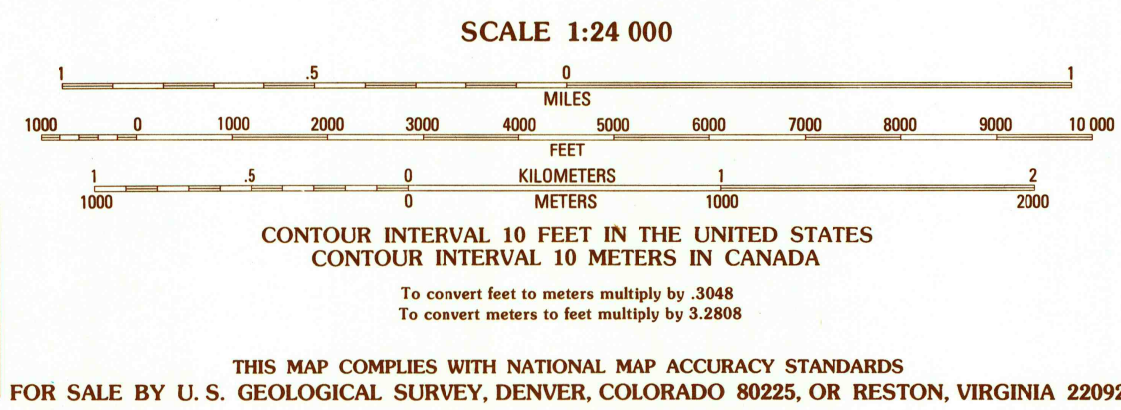 SCALE 1:24 000
1 .5 0 1
MILES
1000 0 1000 2000 3000 4000 5000 6000 7000 8000 9000 10 000
FEET
1 .5 0 KILOMETERS 1 2
1000 0 METERS 1000 2000
CONTOUR INTERVAL 10 FEET IN THE UNITED STATES
CONTOUR INTERVAL 10 METERS IN CANADA
To convert feet to meters multiply by .3048
To convert meters to feet multiply by 3.2808
THIS MAP COMPLIES WITH NATIONAL MAP ACCURACY STANDARDS
FOR SALE BY U. S. GEOLOGICAL SURVEY, DENVER, COLORADO 80225, OR RESTON, VIRGINIA 22092